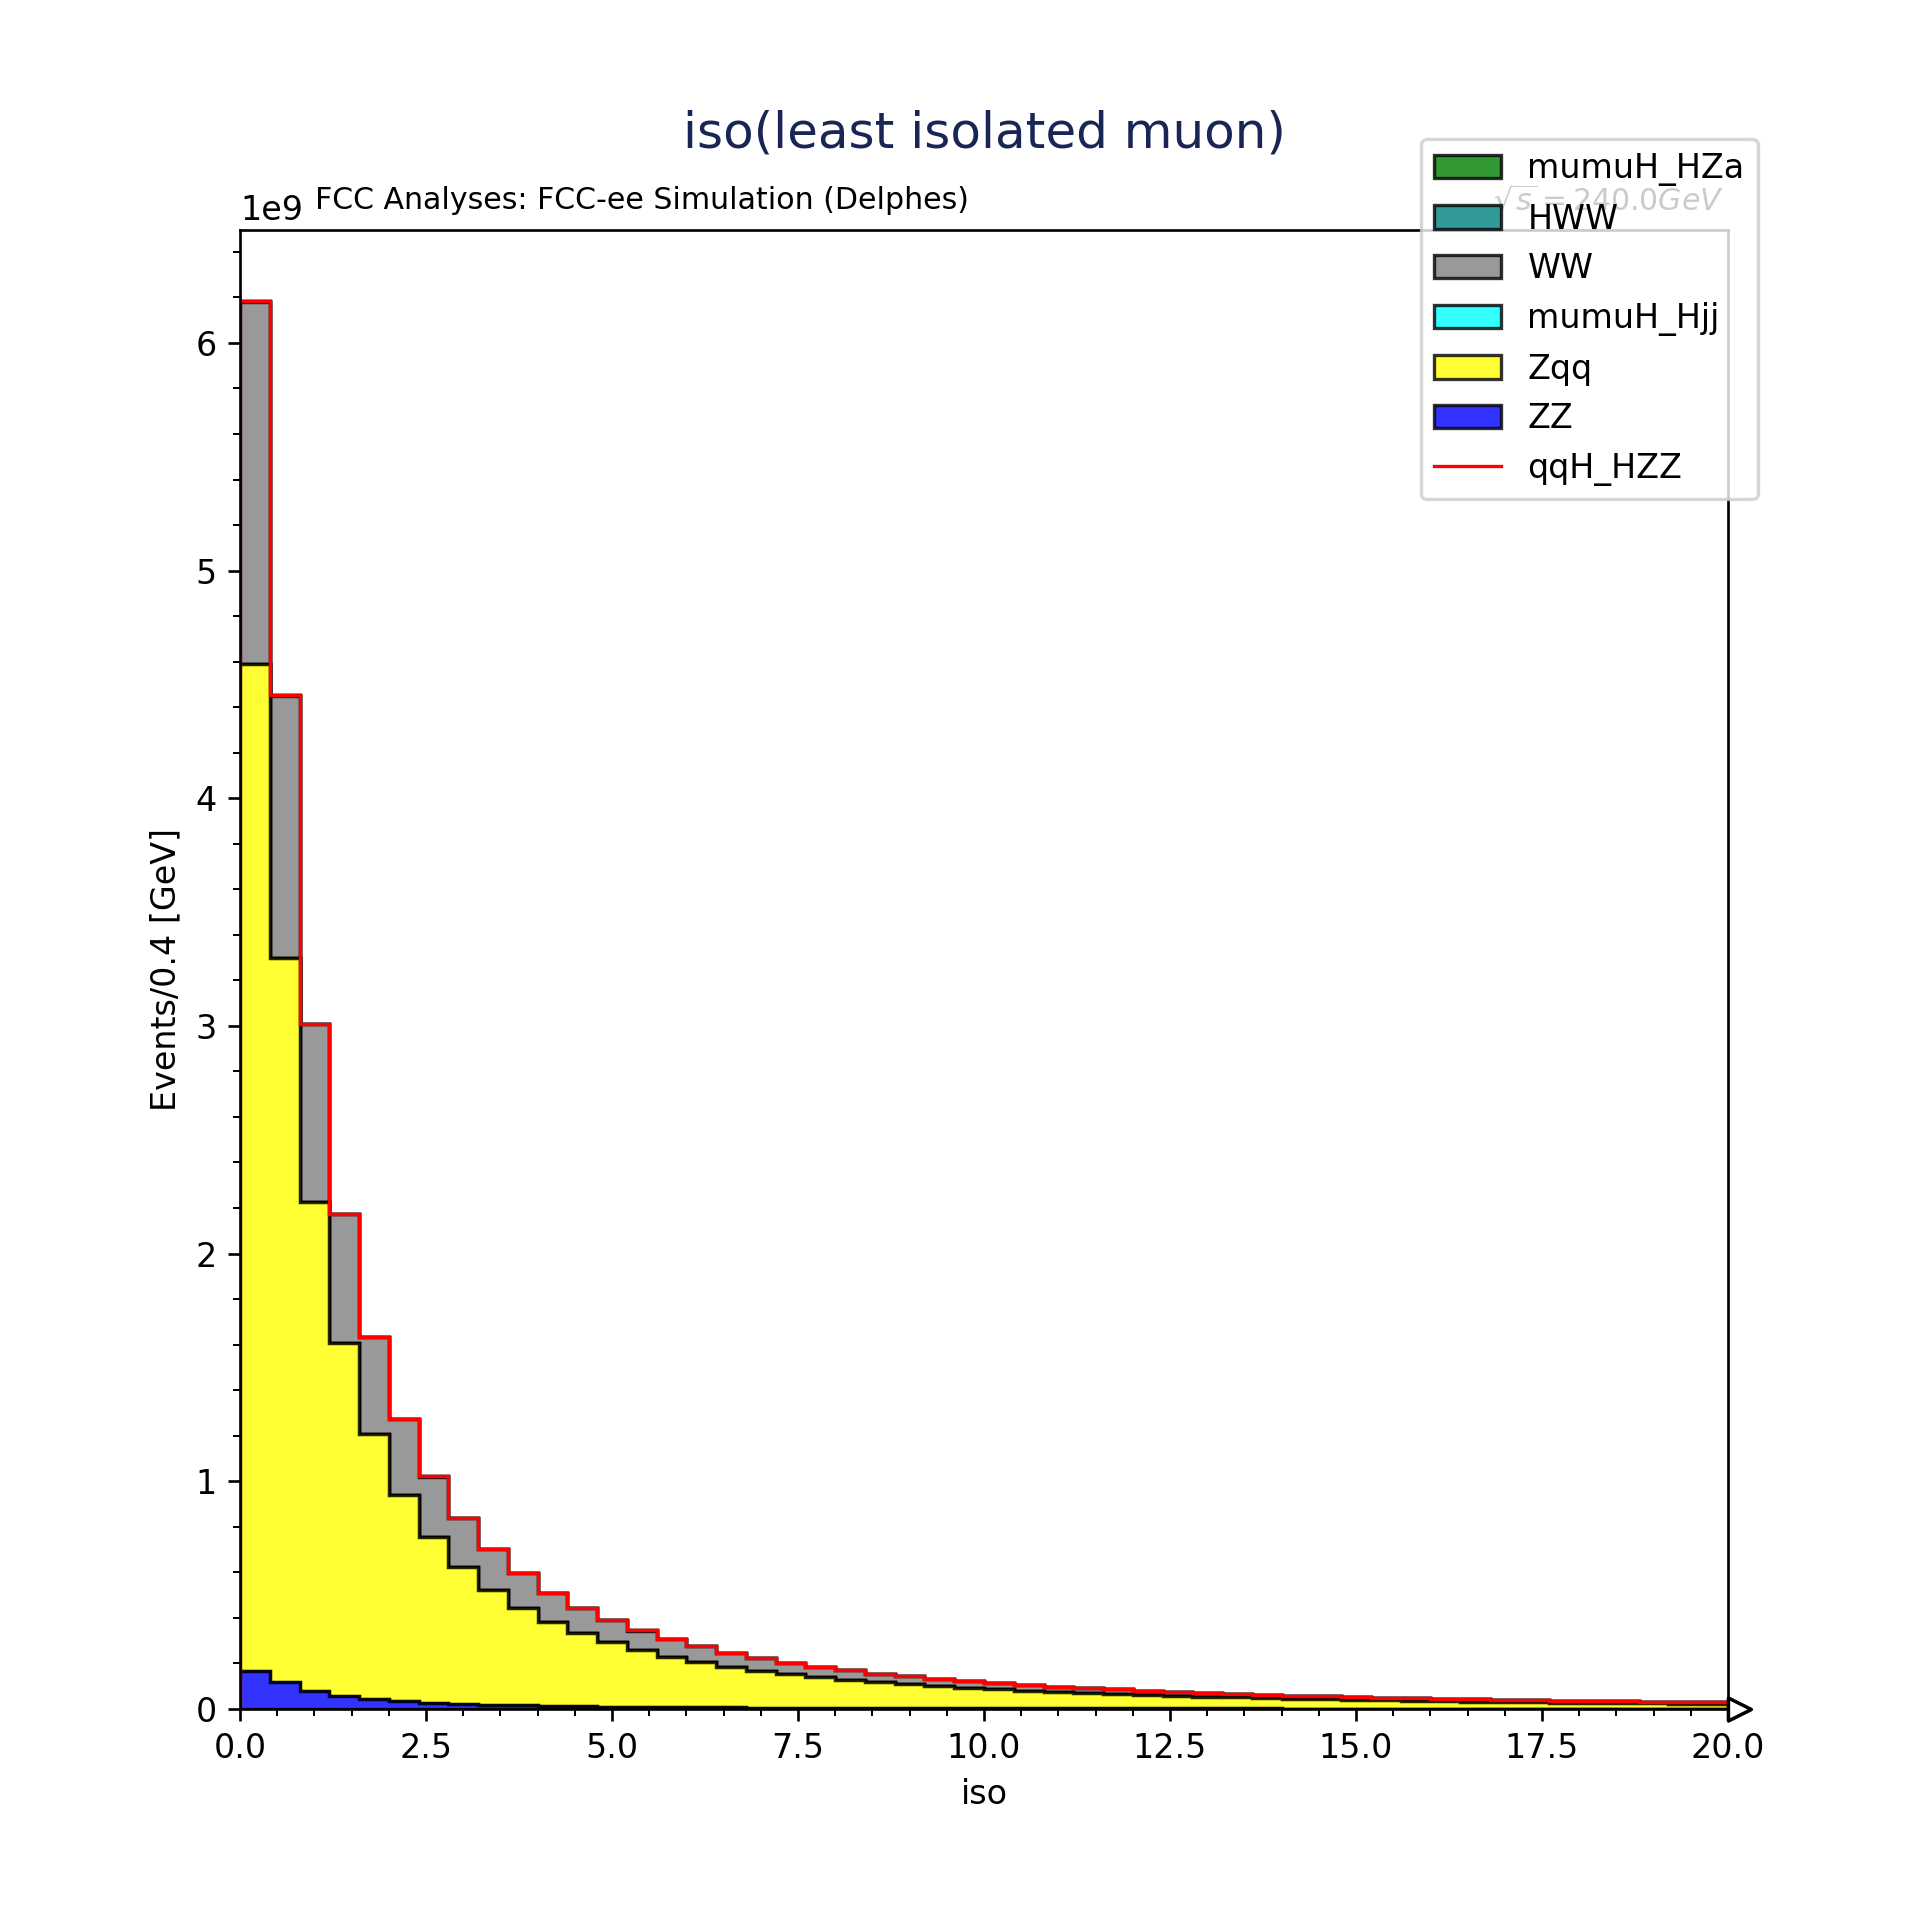 iso(least isolated muon)
1e9 FCC Analyses: FCC-ee Simulation (Delphes)
√s = 240.0GeV
mumuH_HZa
HWW
WW
mumuH_Hjj
Zqq
ZZ
qqH_HZZ
Events/0.4 [GeV]
6
5
4
3
2
1
0
0.0 2.5 5.0 7.5 10.0 12.5 15.0 17.5 20.0
iso